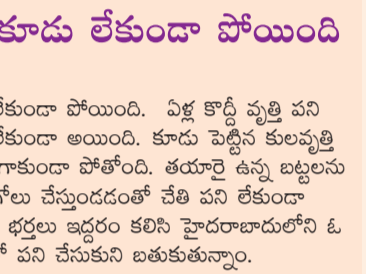 కూడు లేకుండా పోయింది
లేకుండా పోయింది. ఏళ్ల కొద్దీ వృత్తి పని
లేకుండా అయింది. కూడు పెట్టిన కులవృత్తి
గాకుండా పోతోంది. తయారై ఉన్న బట్టలను
గోలు చేస్తుండడంతో చేతి పని లేకుండా
భర్తలు ఇద్దరం కలిసి హైదరాబాదులోని ఓ
పని చేసుకుని బతుకుతున్నాం.